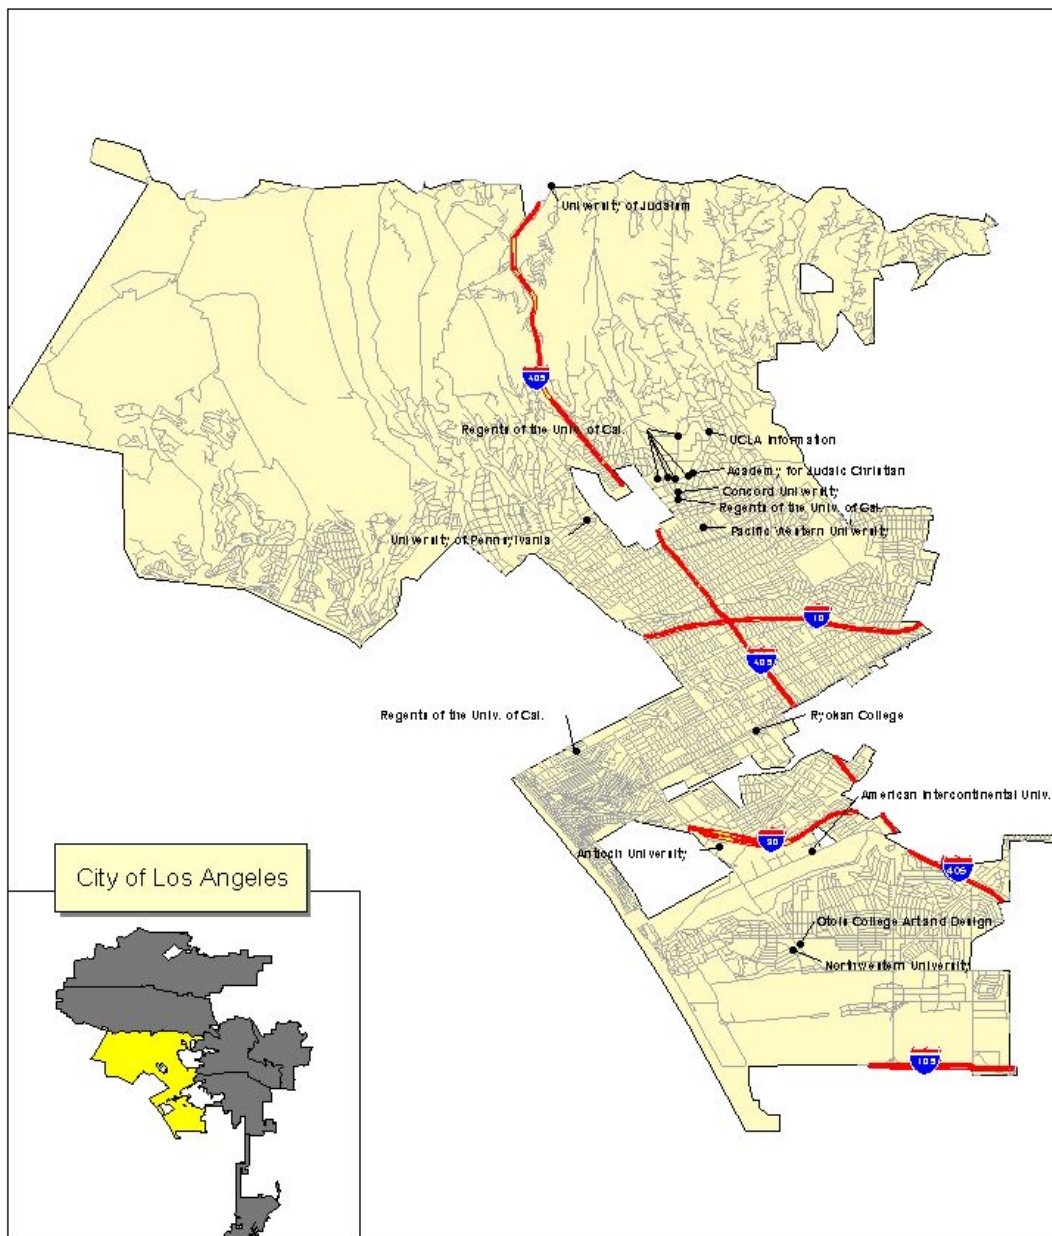 University of Judaism
405
Regents of the Univ. of Cal.
UCLA Information
Academy for Judaic Christian
Concord University
Regents of the Univ. of Cal.
Pacific Western University
University of Pennylvania
10
405
Regents of the Univ. of Cal.
Ryokan College
American Intercontinental Univ.
90
Antioch University
405
City of Los Angeles
Otois College Art and Design
Northwestern University
105